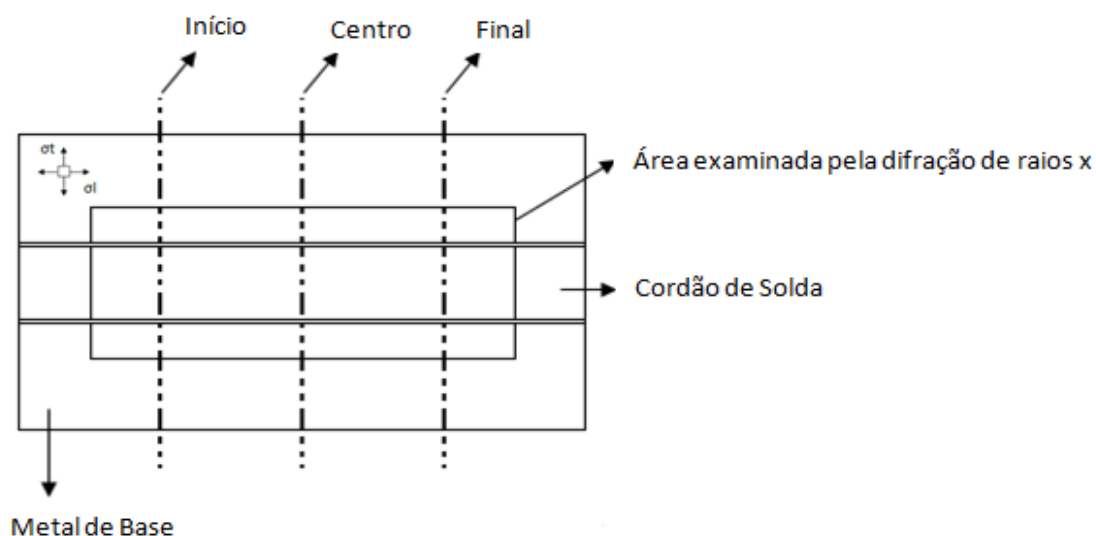 Início
Centro
Final
σt
σl
Área examinada pela difração de raios x
Cordão de Solda
Metal de Base